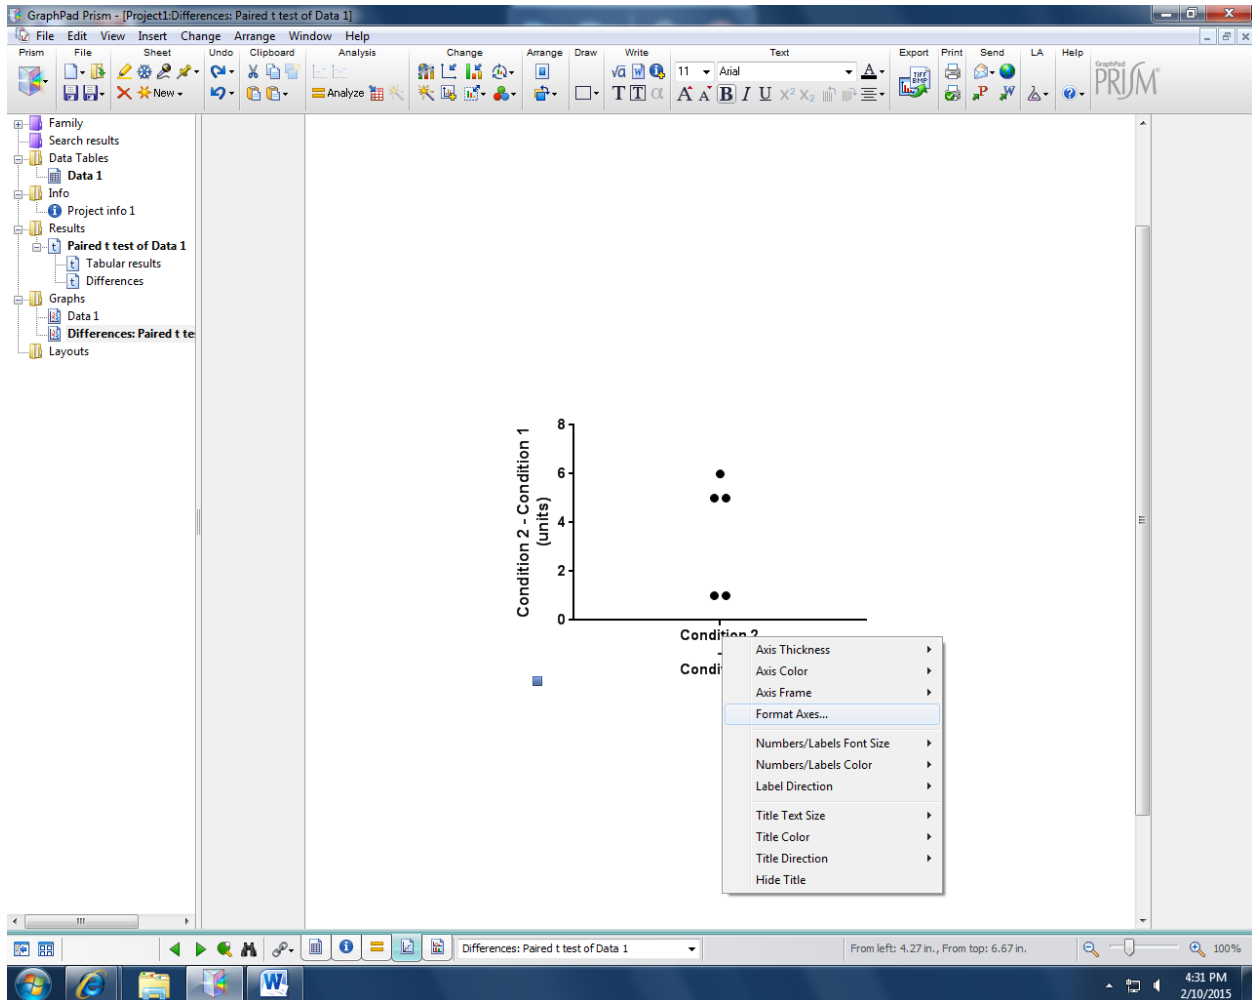 GraphPad Prism - [Project1:Differences: Paired t test of Data 1]
File Edit View Insert Change Arrange Window Help
Prism File Sheet Undo Clipboard Analysis Change Arrange Draw Write Text Export Print Send LA Help
11 Arial
TIFF BMP
GraphPad PRISM
New Analyze
Family
Search results
Data Tables
Data 1
Info
Project info 1
Results
Paired t test of Data 1
Tabular results
Differences
Graphs
Data 1
Differences: Paired t te
Layouts
Condition 2 - Condition 1
(units)
8
6
4
2
0
Condition 2
-
Condi
Axis Thickness
Axis Color
Axis Frame
Format Axes...
Numbers/Labels Font Size
Numbers/Labels Color
Label Direction
Title Text Size
Title Color
Title Direction
Hide Title
Differences: Paired t test of Data 1
From left: 4.27 in., From top: 6.67 in.
100%
4:31 PM
2/10/2015